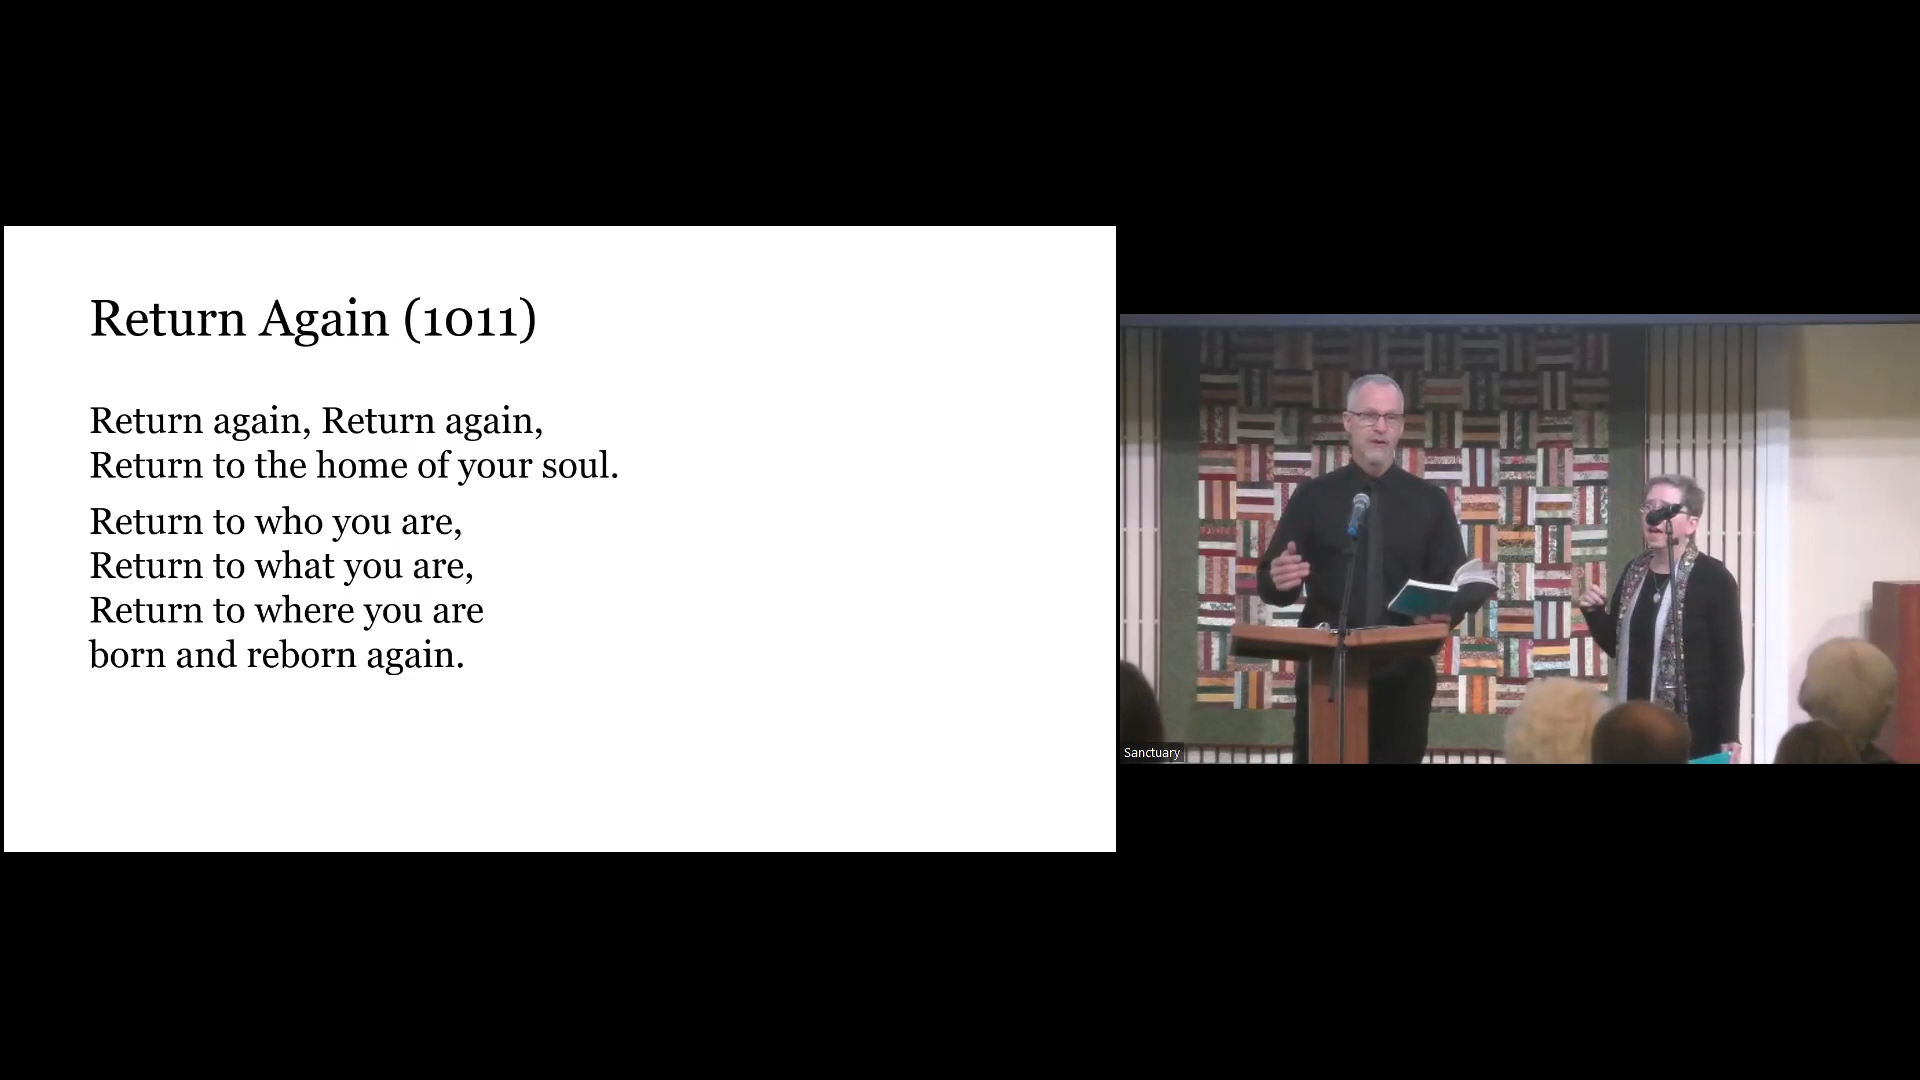 Return Again (1011)
Return again, Return again,
Return to the home of your soul.
Return to who you are,
Return to what you are,
Return to where you are
born and reborn again.
Sanctuary